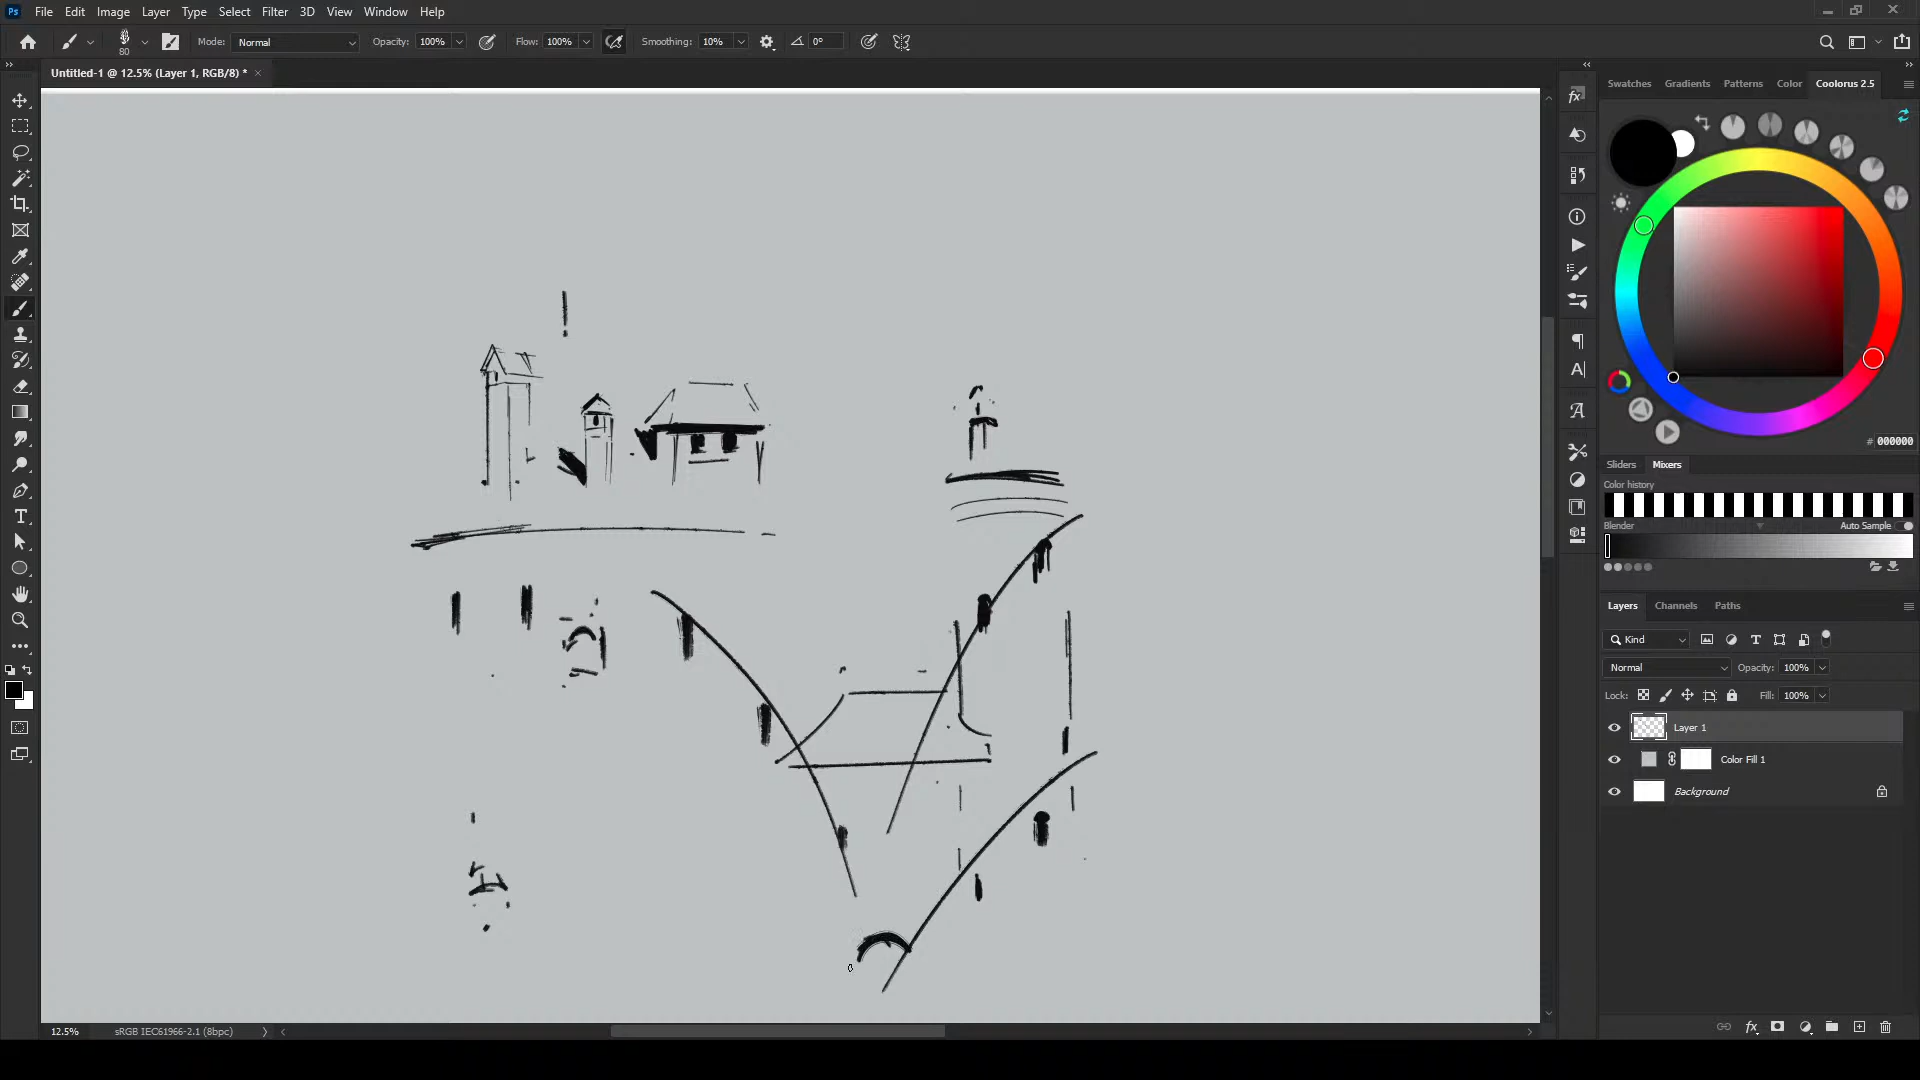 Ps File Edit Image Layer Type Select Filter 3D View Window Help
80 Mode: Normal Opacity: 100% Flow: 100% Smoothing: 10% 0°
Untitled-1 @ 12.5% (Layer 1, RGB/8) *
Swatches Gradients Patterns Color Coolorus 2.5
# 000000
Sliders Mixers
Color history
Blender Auto Sample
Layers Channels Paths
Kind
Normal Opacity: 100%
Lock: Fill: 100%
Layer 1
Color Fill 1
Background
12.5% sRGB IEC61966-2.1 (8bpc)